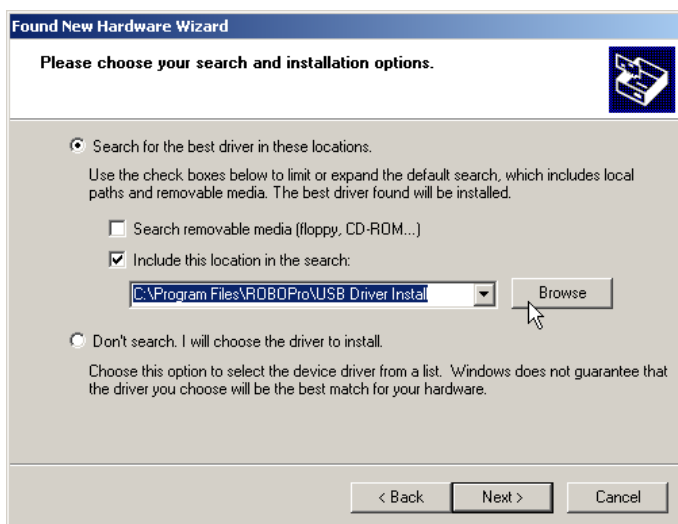 Found New Hardware Wizard
Please choose your search and installation options.
Search for the best driver in these locations.
Use the check boxes below to limit or expand the default search, which includes local
paths and removable media. The best driver found will be installed.
Search removable media (floppy, CD-ROM...)
Include this location in the search:
C:\Program Files\ROBOPro\USB Driver Install
Browse
Don't search. I will choose the driver to install.
Choose this option to select the device driver from a list. Windows does not guarantee that
the driver you choose will be the best match for your hardware.
< Back
Next >
Cancel